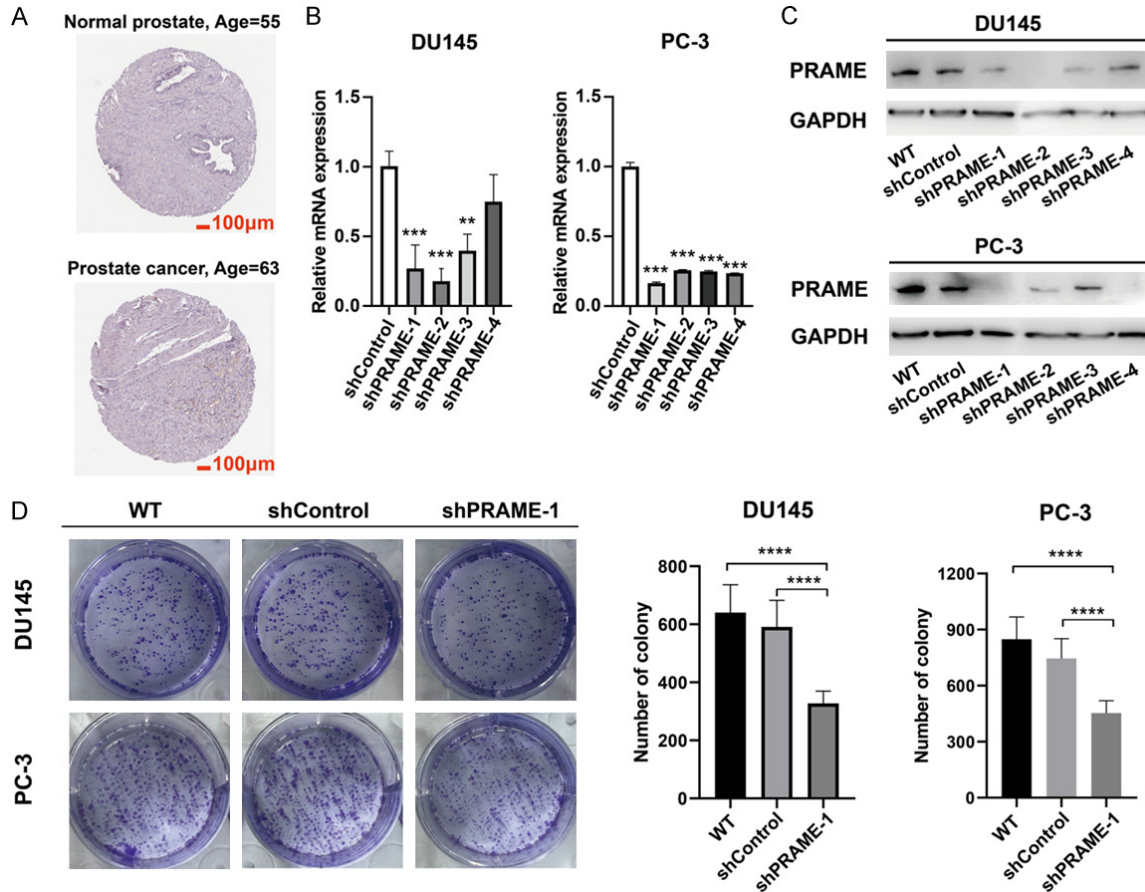 A
Normal prostate, Age=55
100μm
Prostate cancer, Age=63
100μm
B
DU145
Relative mRNA expression
1.5
1.0
0.5
0.0
***
***
**
shControl
shPRAME-1
shPRAME-2
shPRAME-3
shPRAME-4
PC-3
Relative mRNA expression
1.5
1.0
0.5
0.0
***
***
***
***
shControl
shPRAME-1
shPRAME-2
shPRAME-3
shPRAME-4
C
DU145
PRAME
GAPDH
WT
shControl
shPRAME-1
shPRAME-2
shPRAME-3
shPRAME-4
PC-3
PRAME
GAPDH
WT
shControl
shPRAME-1
shPRAME-2
shPRAME-3
shPRAME-4
D
WT
shControl
shPRAME-1
DU145
PC-3
DU145
Number of colony
800
600
400
200
0
****
****
WT
shControl
shPRAME-1
PC-3
Number of colony
1200
900
600
300
0
****
****
WT
shControl
shPRAME-1